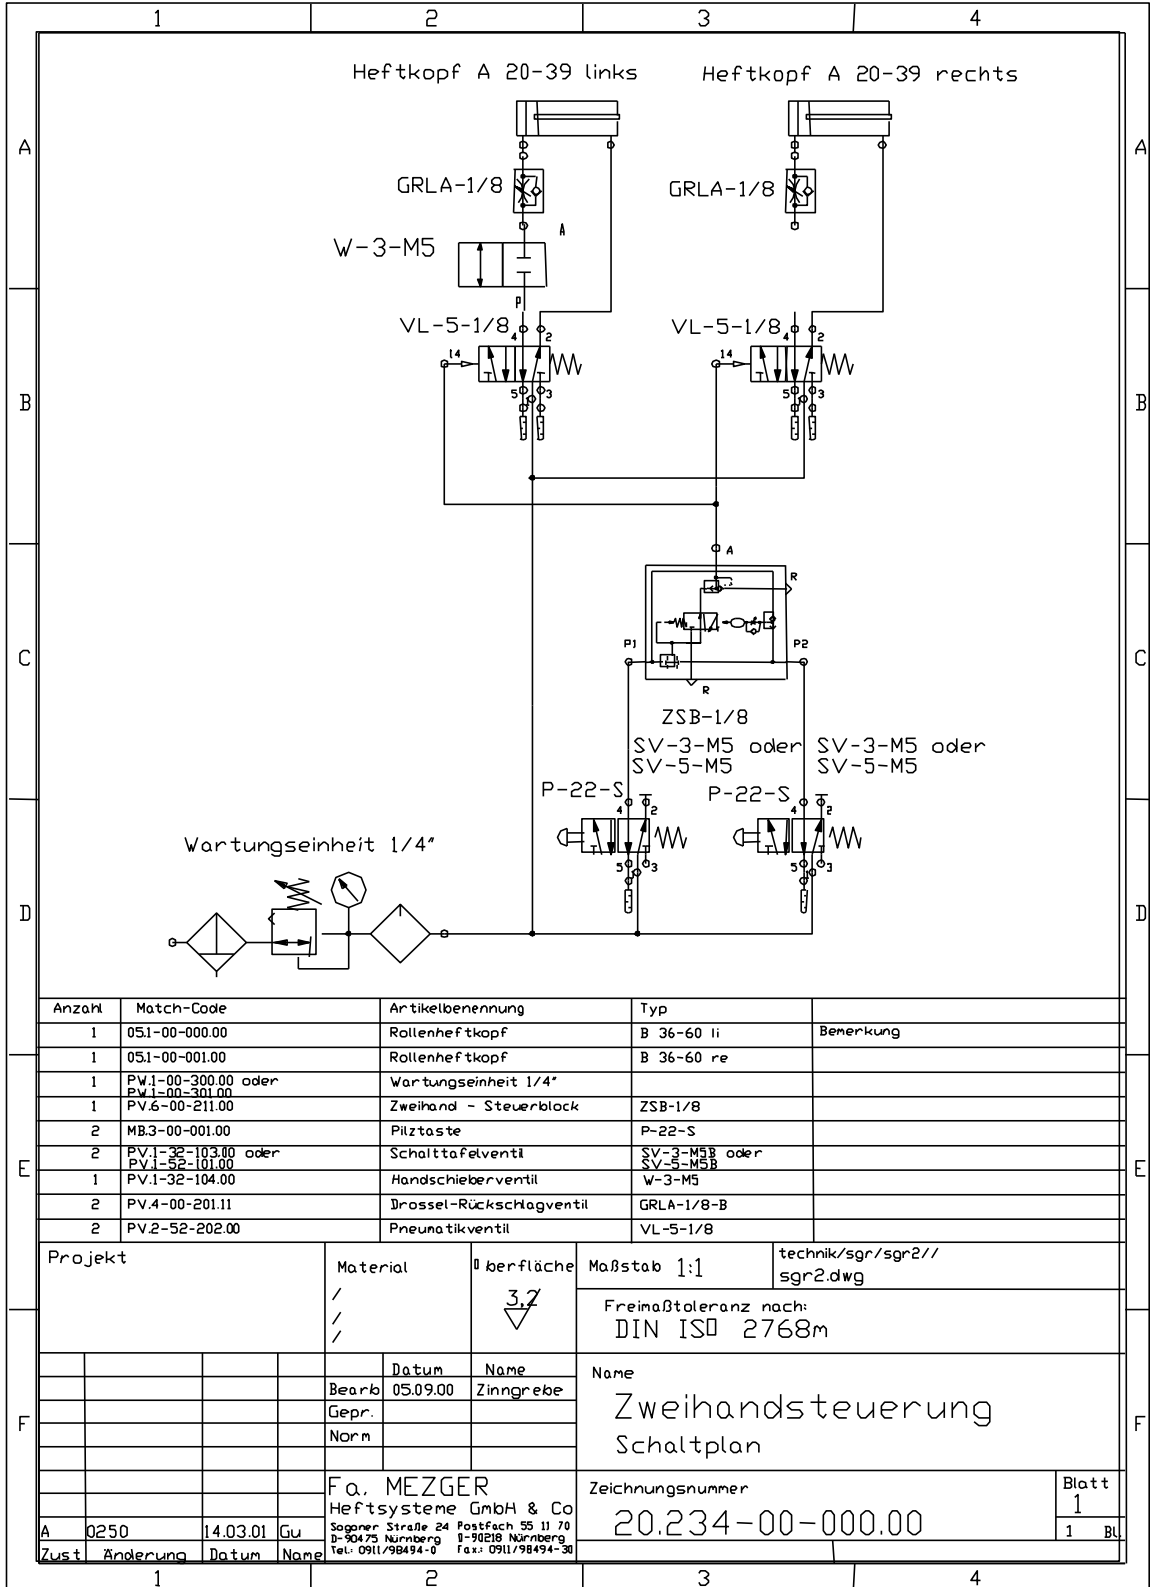 1 2 3 4
Heftkopf A 20-39 links Heftkopf A 20-39 rechts
A A
GRLA-1/8 GRLA-1/8
A
W-3-M5
P
VL-5-1/8 VL-5-1/8
4 2 4 2
14 14
5 1 3 5 1 3
B B
A
R
C C
P1 P2
R
ZSB-1/8
SV-3-M5 oder SV-3-M5 oder
SV-5-M5 SV-5-M5
P-22-S P-22-S
4 2 4 2
5 1 3 5 1 3
Wartungseinheit 1/4"
D D
Anzahl Match-Code Artikelbenennung Typ
1 05.1-00-000.00 Rollenheftkopf B 36-60 li Bemerkung
1 05.1-00-001.00 Rollenheftkopf B 36-60 re
1 PW.1-00-300.00 oder Wartungseinheit 1/4"
PW.1-00-301.00
1 PV.6-00-211.00 Zweihand - Steuerblock ZSB-1/8
2 MB.3-00-001.00 Pilztaste P-22-S
2 PV.1-32-103.00 oder Schalttafelventil SV-3-M5B oder
PV.1-52-101.00 SV-5-M5B
E E
1 PV.1-32-104.00 Handschieberventil W-3-M5
2 PV.4-00-201.11 Drossel-Rückschlagventil GRLA-1/8-B
2 PV.2-52-202.00 Pneumatikventil VL-5-1/8
Projekt
Material
/
/
/
▯berfläche
3,2
Maßstab 1:1
technik/sgr/sgr2//
sgr2.dwg
Freimaßtoleranz nach:
DIN IS▯ 2768m
Datum Name
Bearb 05.09.00 Zinngrebe
Gepr.
Norm
Name
Zweihandsteuerung
Schaltplan
F F
Fa. MEZGER
Heftsysteme GmbH & Co
Sagoner Straße 24 Postfach 55 11 70
D-90475 Nürnberg D-90218 Nürnberg
Tel.: 0911/98494-0 Fax.: 0911/98494-30
Zeichnungsnummer
20.234-00-000.00
Blatt
1
1 Bl.
A 0250 14.03.01 Gu
Zust Änderung Datum Name
1 2 3 4